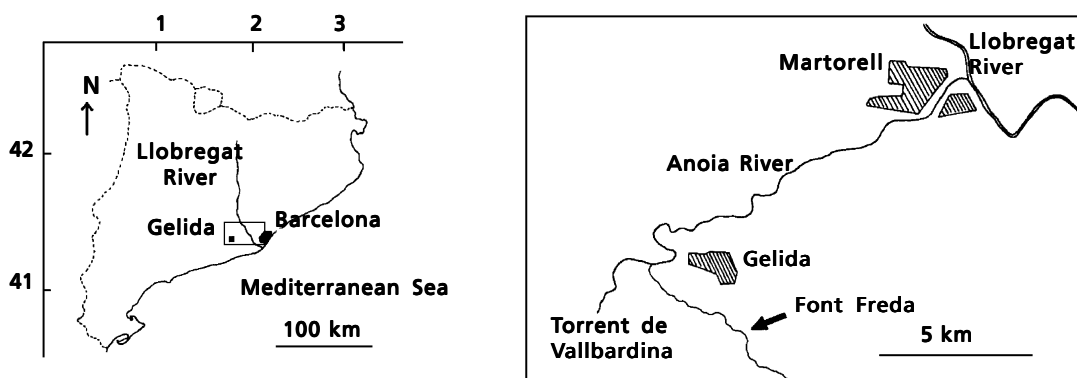 1 2 3
N
42
Llobregat
River
Gelida
Barcelona
41
Mediterranean Sea
100 km
Martorell
Llobregat
River
Anoia River
Gelida
Font Freda
Torrent de
Vallbardina
5 km